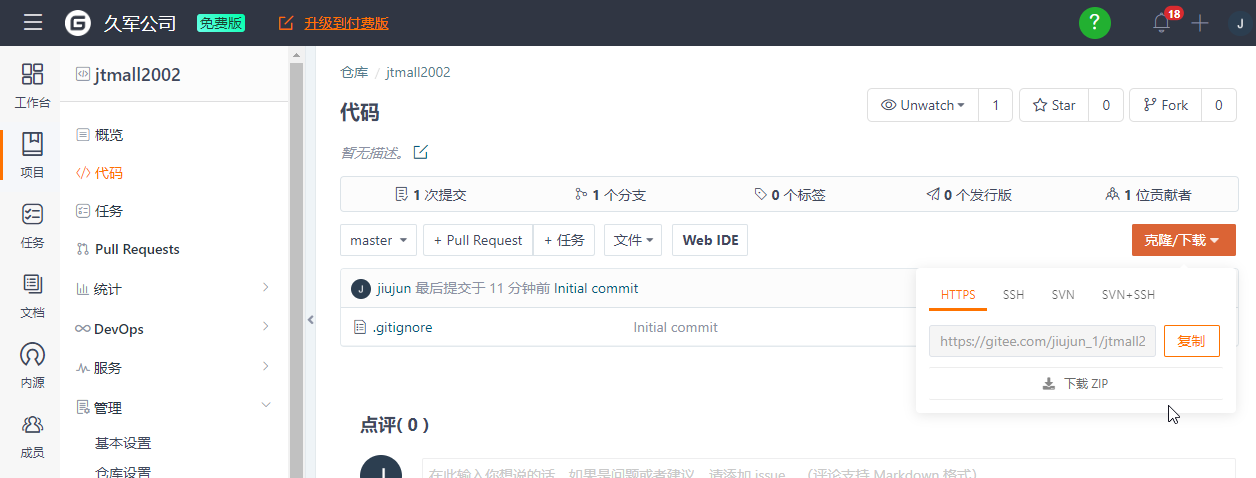 G 久军公司 免费版 升级到付费版 ? 18 J
工作台
项目
任务
文档
内源
成员
jtmall2002
概览
代码
任务
Pull Requests
统计
DevOps
服务
管理
基本设置
仓库设置
仓库 / jtmall2002
代码
Unwatch 1 Star 0 Fork 0
暂无描述。
1 次提交 1 个分支 0 个标签 0 个发行版 1 位贡献者
master + Pull Request + 任务 文件 Web IDE 克隆/下载
J jiujun 最后提交于 11 分钟前 Initial commit
.gitignore Initial commit
HTTPS SSH SVN SVN+SSH
https://gitee.com/jiujun_1/jtmall2 复制
下载 ZIP
点评( 0 )
J 在此输入你想说的话，如果是问题或者建议，请添加 issue 。（评论支持 Markdown 格式）